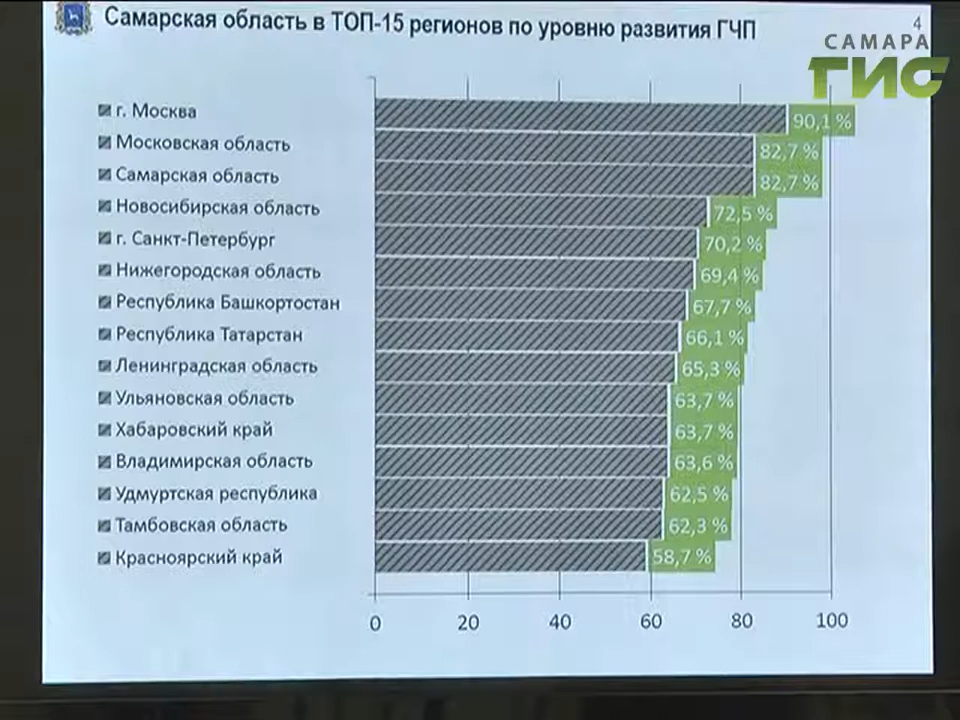 Самарская область в ТОП-15 регионов по уровню развития ГЧП
4
САМАРА
ГИС
г. Москва 90,1 %
Московская область 82,7 %
Самарская область 82,7 %
Новосибирская область 72,5 %
г. Санкт-Петербург 70,2 %
Нижегородская область 69,4 %
Республика Башкортостан 67,7 %
Республика Татарстан 66,1 %
Ленинградская область 65,3 %
Ульяновская область 63,7 %
Хабаровский край 63,7 %
Владимирская область 63,6 %
Удмуртская республика 62,5 %
Тамбовская область 62,3 %
Красноярский край 58,7 %
0 20 40 60 80 100